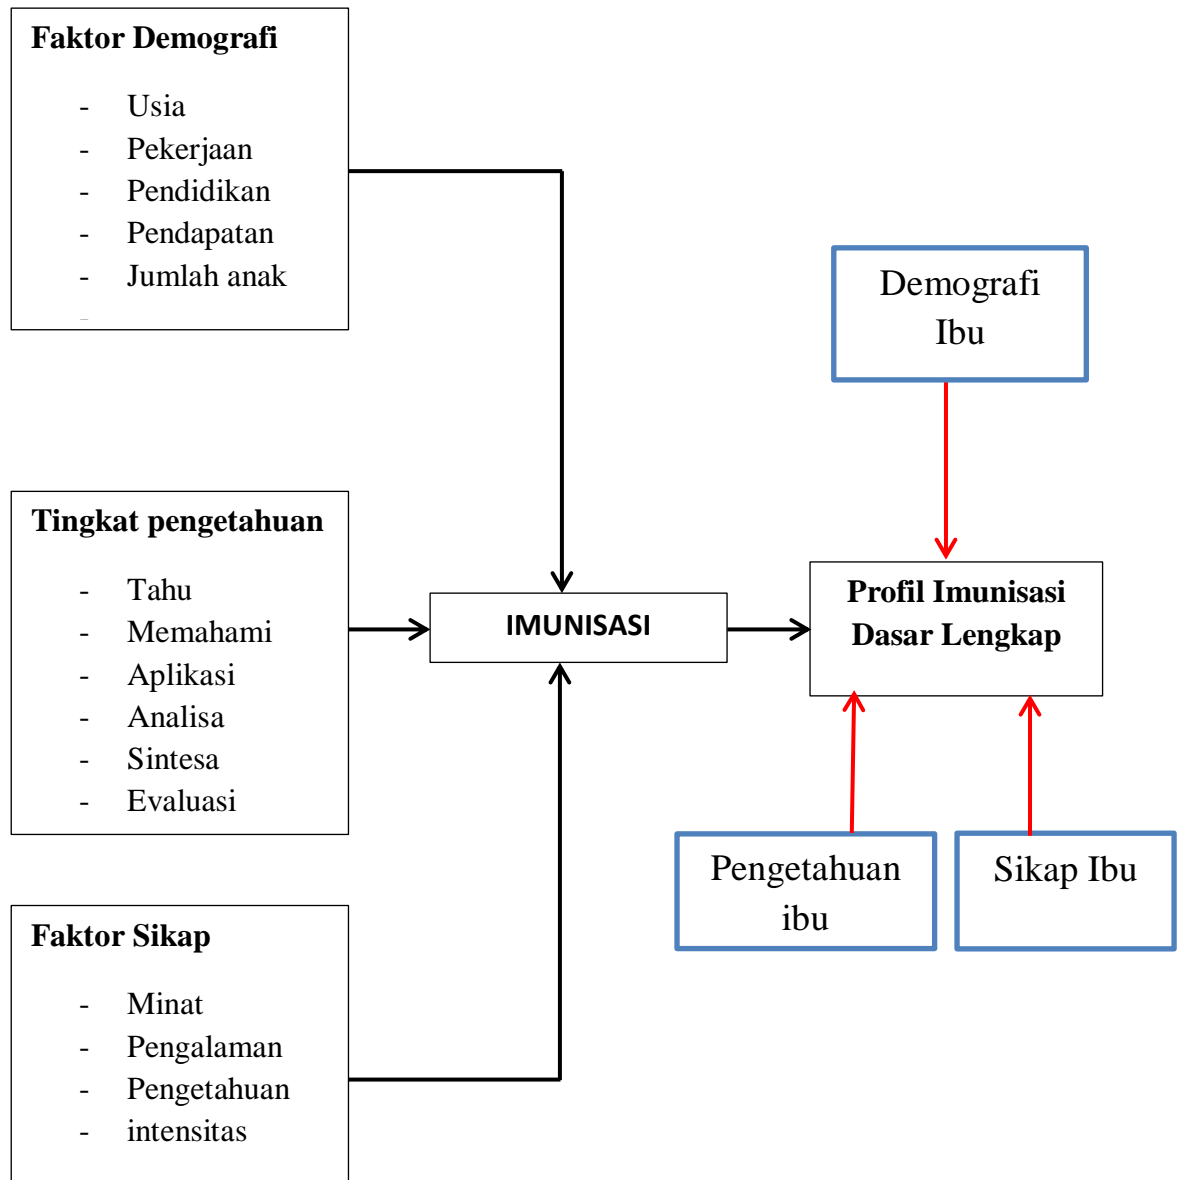 Faktor Demografi
- Usia
- Pekerjaan
- Pendidikan
- Pendapatan
- Jumlah anak
-
Tingkat pengetahuan
- Tahu
- Memahami
- Aplikasi
- Analisa
- Sintesa
- Evaluasi
Faktor Sikap
- Minat
- Pengalaman
- Pengetahuan
- intensitas
IMUNISASI
Demografi
Ibu
Profil Imunisasi
Dasar Lengkap
Pengetahuan
ibu
Sikap Ibu